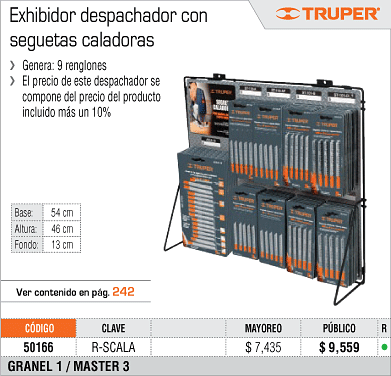 Exhibidor despachador con
seguetas caladoras
TRUPER
› Genera: 9 renglones
› El precio de este despachador se
compone del precio del producto
incluido más un 10%
TRUPER
Base: 54 cm
Altura: 46 cm
Fondo: 13 cm
Ver contenido en pág. 242
CÓDIGO CLAVE MAYOREO PÚBLICO R
50166 R-SCALA $ 7,435 $ 9,559
GRANEL 1 / MASTER 3